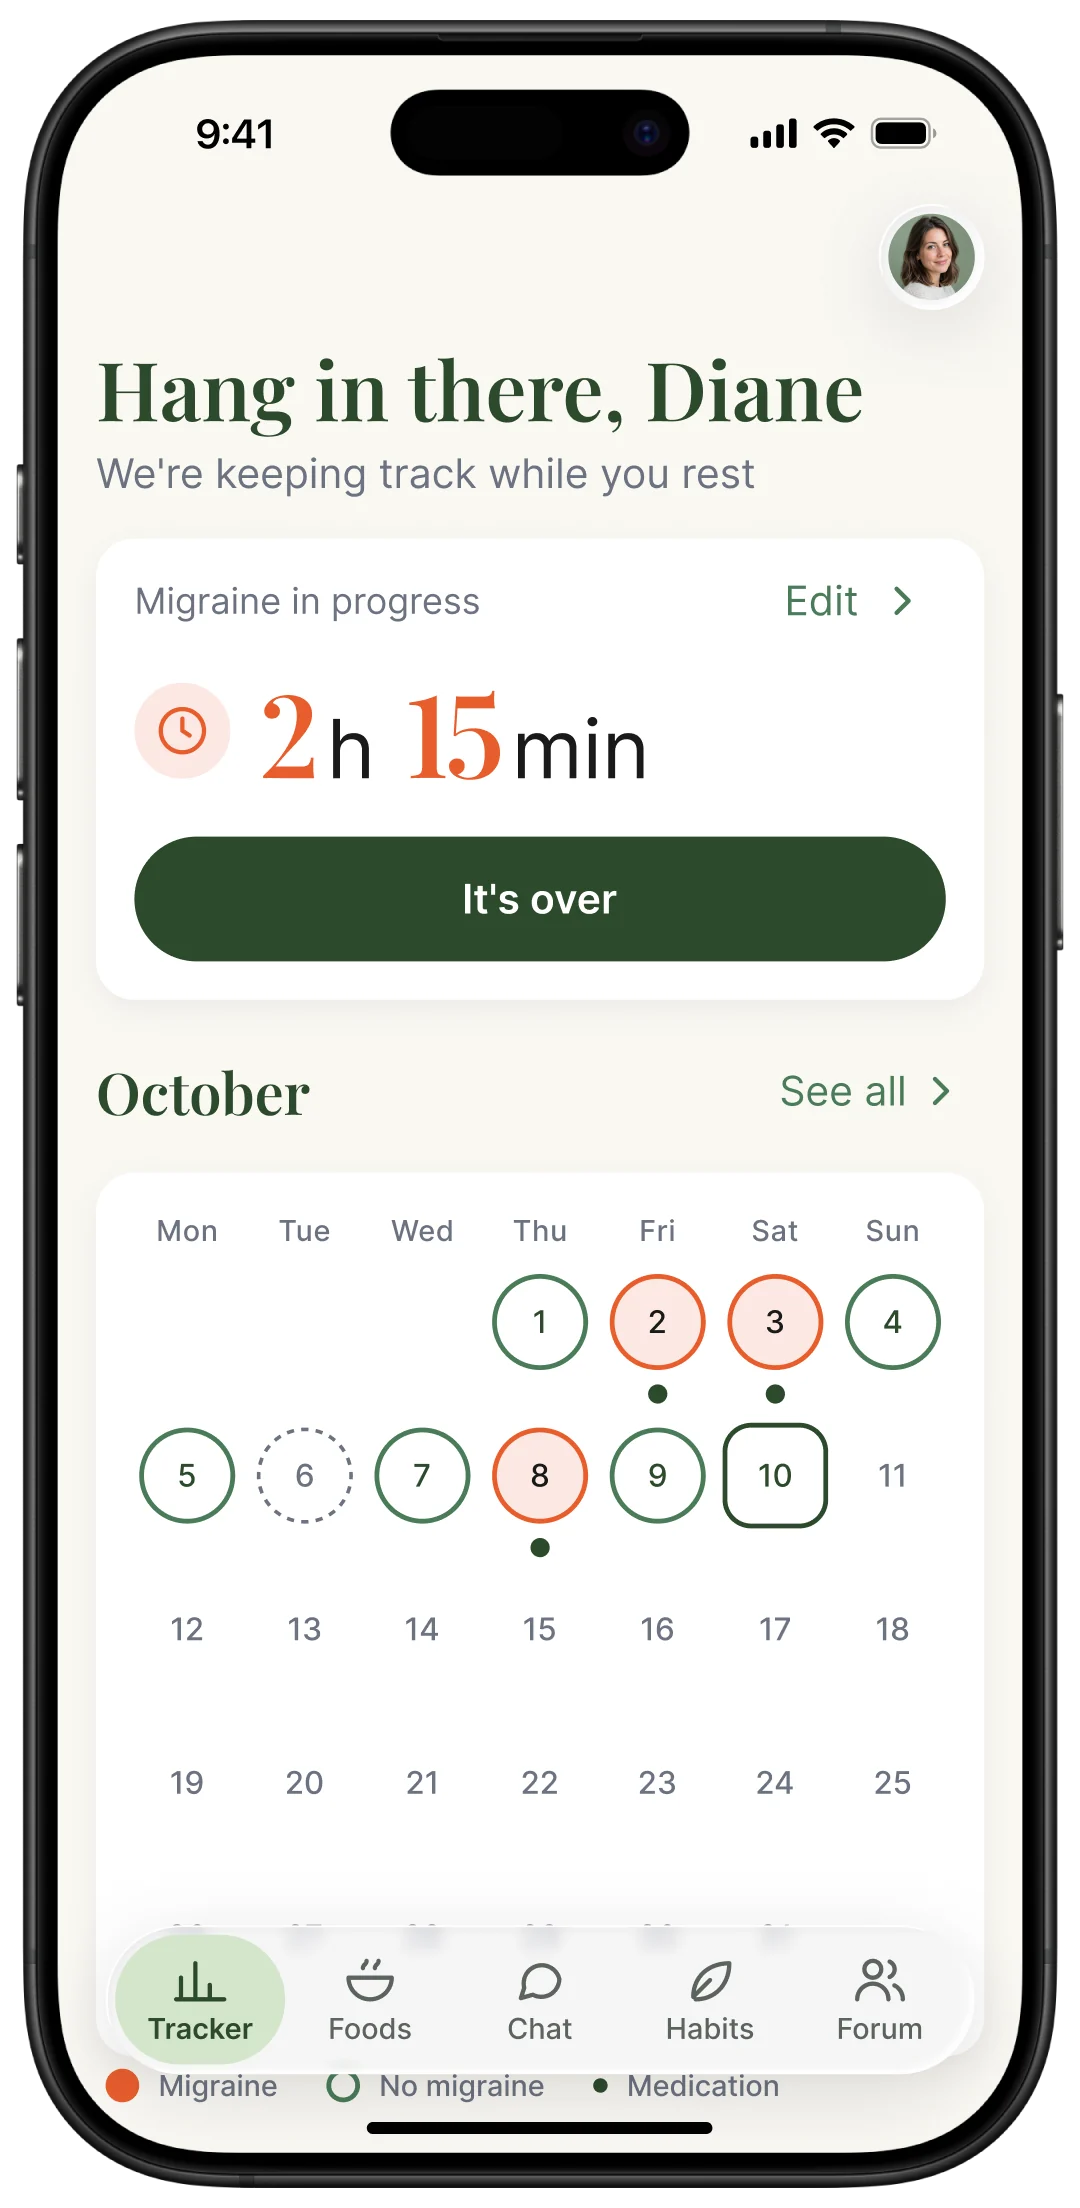 9:41
Hang in there, Diane
We're keeping track while you rest
Migraine in progress
Edit
2h 15min
It's over
October
See all
Mon Tue Wed Thu Fri Sat Sun
1 2 3 4
5 6 7 8 9 10 11
12 13 14 15 16 17 18
19 20 21 22 23 24 25
Tracker Foods Chat Habits Forum
Migraine No migraine Medication